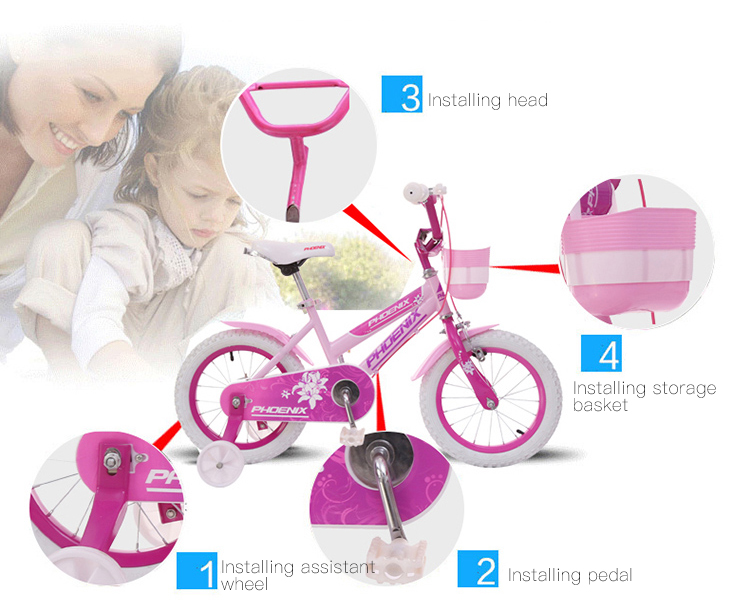 3 Installing head
PHOENIX
PHOENIX
PHOENIX
4
Installing storage
basket
PHOENIX
1 Installing assistant
wheel
2 Installing pedal